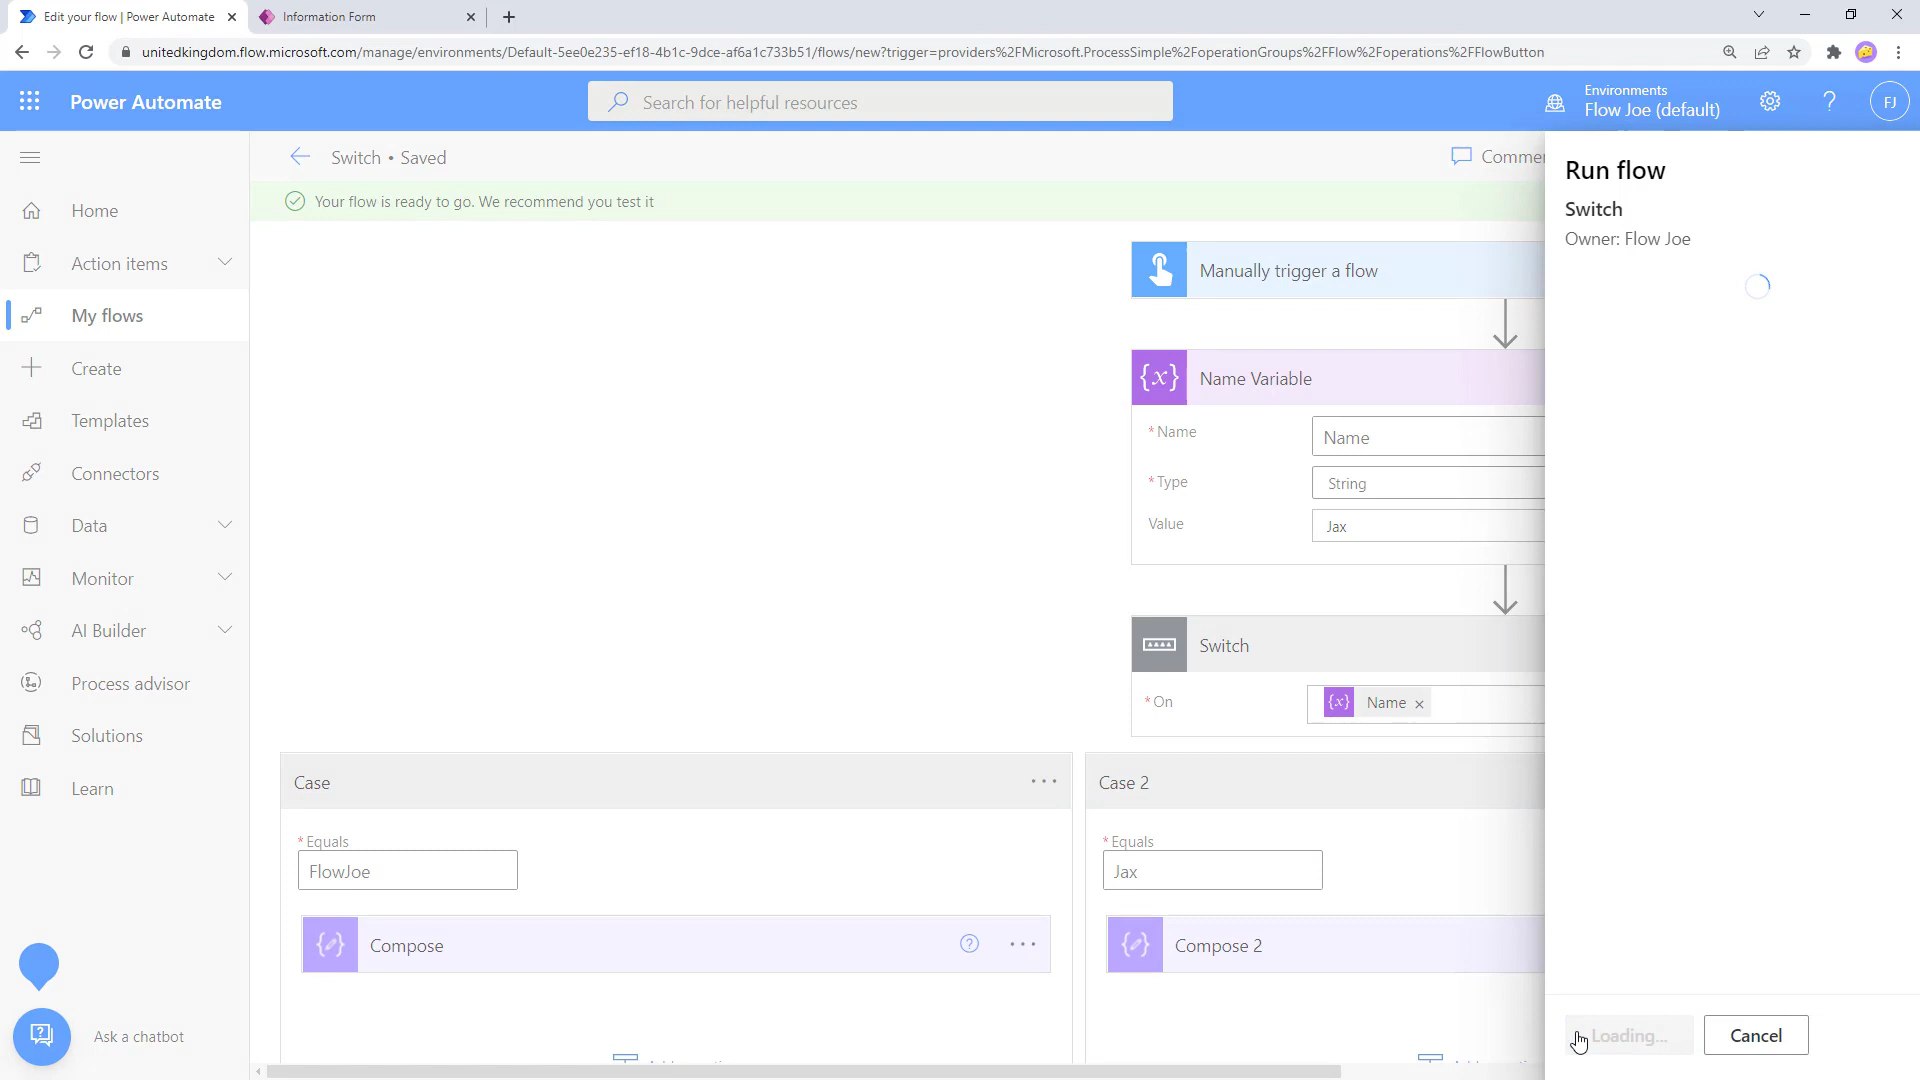 Edit your flow | Power Automate
Information Form
unitedkingdom.flow.microsoft.com/manage/environments/Default-5ee0e235-ef18-4b1c-9dce-af6a1c733b51/flows/new?trigger=providers%2FMicrosoft.ProcessSimple%2FoperationGroups%2FFlow%2Foperations%2FFlowButton
Power Automate
Search for helpful resources
Environments
Flow Joe (default)
?
FJ
Switch • Saved
Commen
Your flow is ready to go. We recommend you test it
Home
Action items
My flows
Create
Templates
Connectors
Data
Monitor
AI Builder
Process advisor
Solutions
Learn
Ask a chatbot
Manually trigger a flow
{x} Name Variable
* Name
Name
* Type
String
Value
Jax
Switch
* On
{x} Name ×
Case
...
* Equals
FlowJoe
Compose
? ...
Case 2
* Equals
Jax
Compose 2
Run flow
Switch
Owner: Flow Joe
Loading...
Cancel